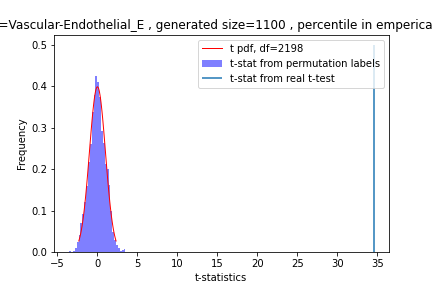 =Vascular-Endothelial_E , generated size=1100 , percentile in emperica
0.5
0.4
0.3
0.2
0.1
0.0
Frequency
t pdf, df=2198
t-stat from permutation labels
t-stat from real t-test
-5 0 5 10 15 20 25 30 35
t-statistics